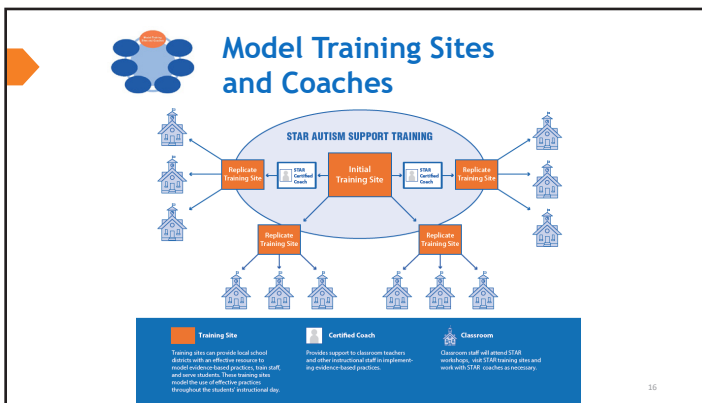 Model Training Sites
and Coaches
STAR AUTISM SUPPORT TRAINING
Replicate
Training Site
STAR
Certified
Coach
Initial
Training Site
STAR
Certified
Coach
Replicate
Training Site
Replicate
Training Site
Replicate
Training Site
Training Site
Training sites can provide local school
districts with an effective resource to
model evidence-based practices, train staff,
and serve students. These training sites
model the use of effective practices
throughout the students' instructional day.
Certified Coach
Provides support to classroom teachers
and other instructional staff in implement-
ing evidence-based practices.
Classroom
Classroom staff will attend STAR
workshops, visit STAR training sites and
work with STAR coaches as necessary.
16